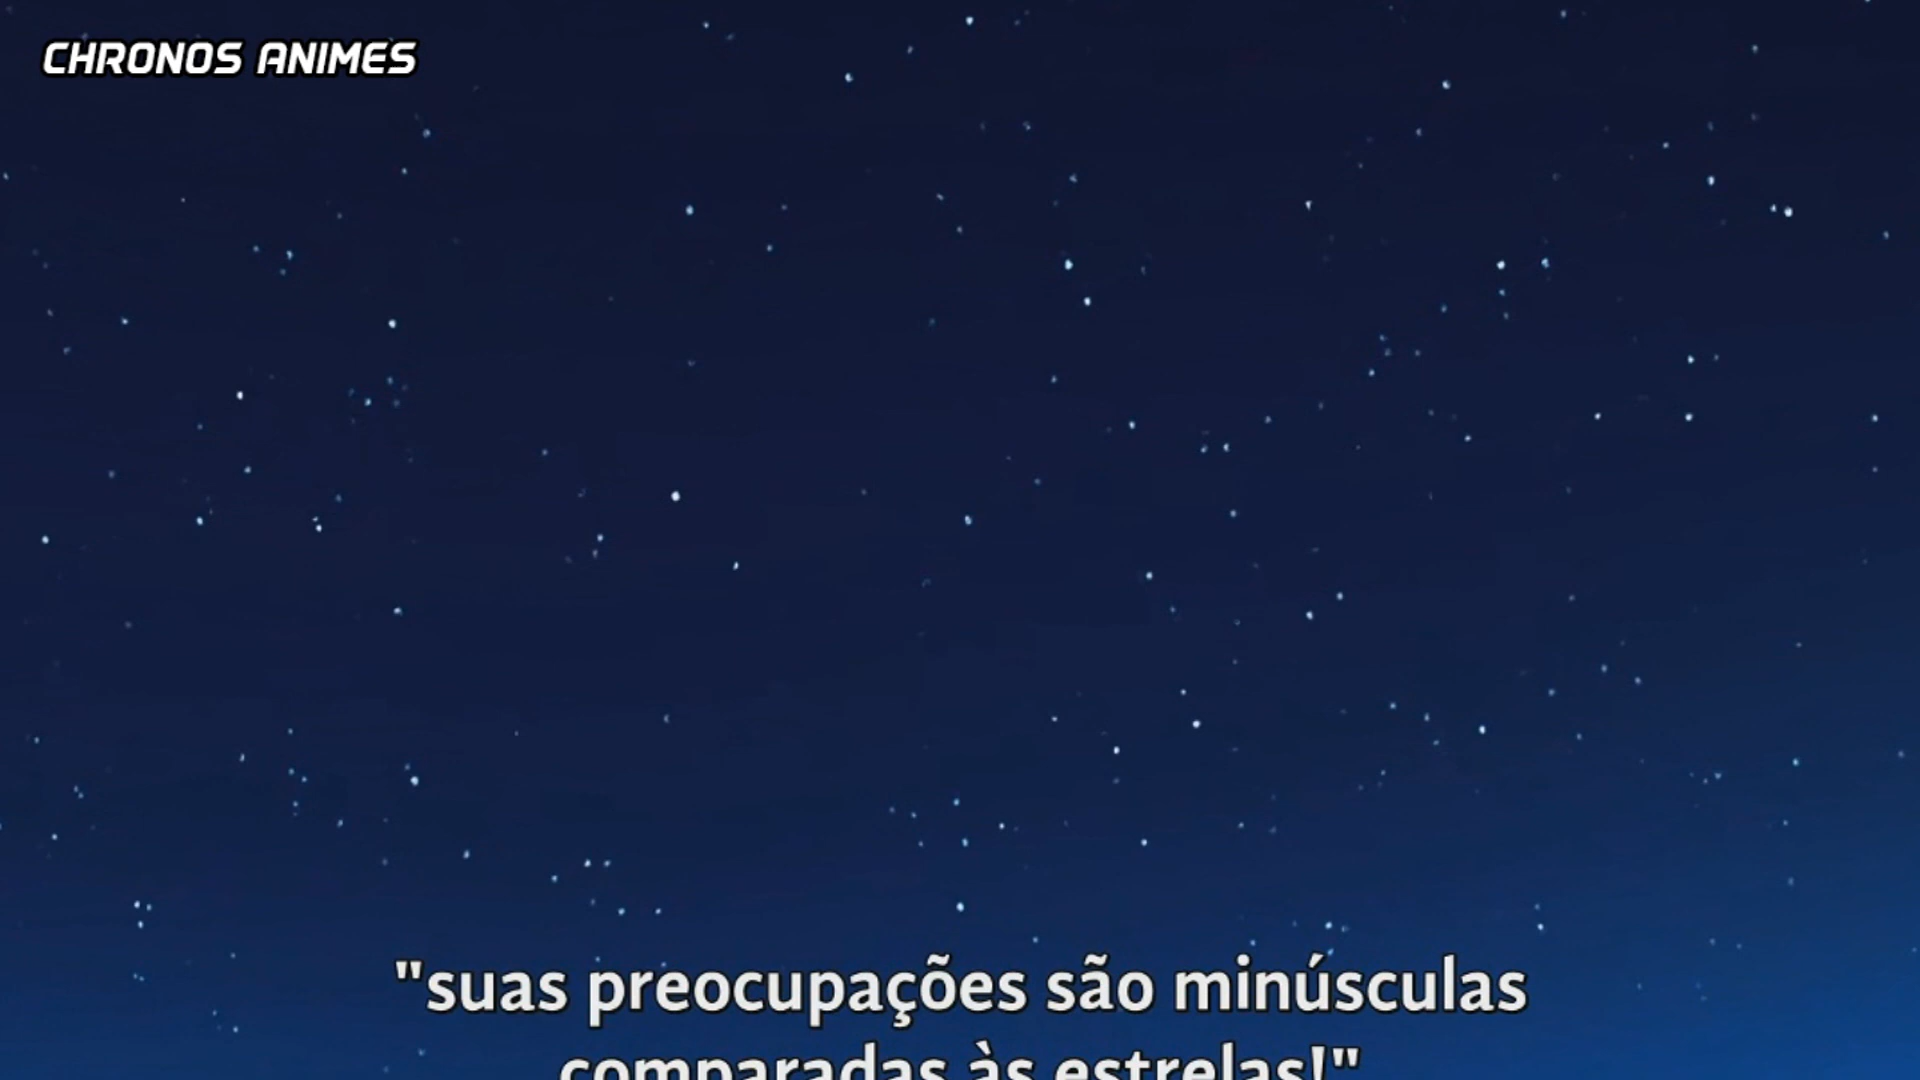 CHRONOS ANIMES
"suas preocupações são minúsculas
comparadas às estrelas!"